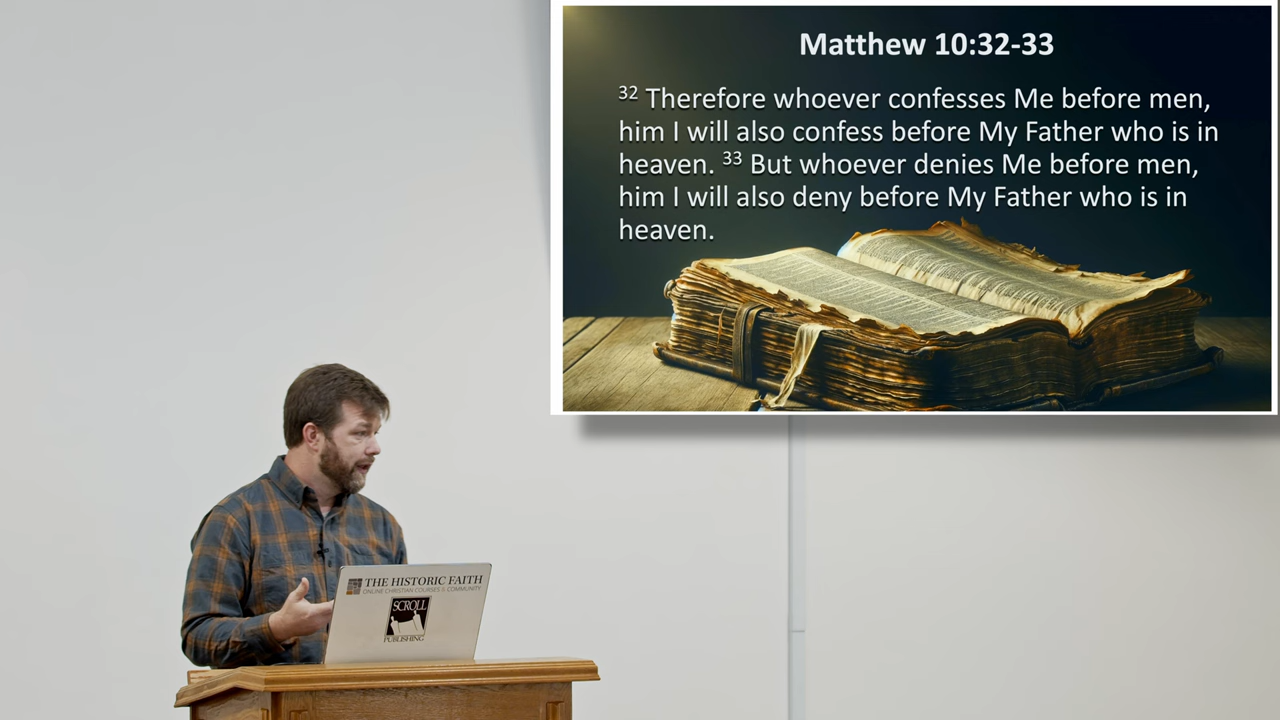 Matthew 10:32-33
32 Therefore whoever confesses Me before men,
him I will also confess before My Father who is in
heaven. 33 But whoever denies Me before men,
him I will also deny before My Father who is in
heaven.
THE HISTORIC FAITH
ONLINE CHRISTIAN COURSES & COMMUNITY
SCROLL
PUBLISHING